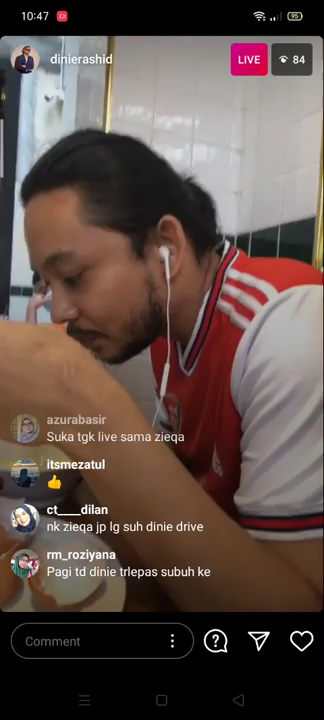 10:47
95
dinierashid
LIVE
84
azurabasir
Suka tgk live sama zieqa
itsmezatul
👍
ct____dilan
nk zieqa jp lg suh dinie drive
rm_roziyana
Pagi td dinie trlepas subuh ke
Comment